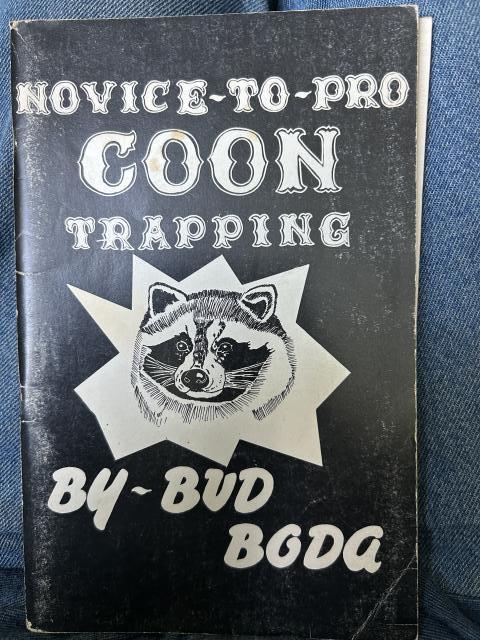 NOVICE-TO-PRO
COON
TRAPPING
BY-BUD
BODA